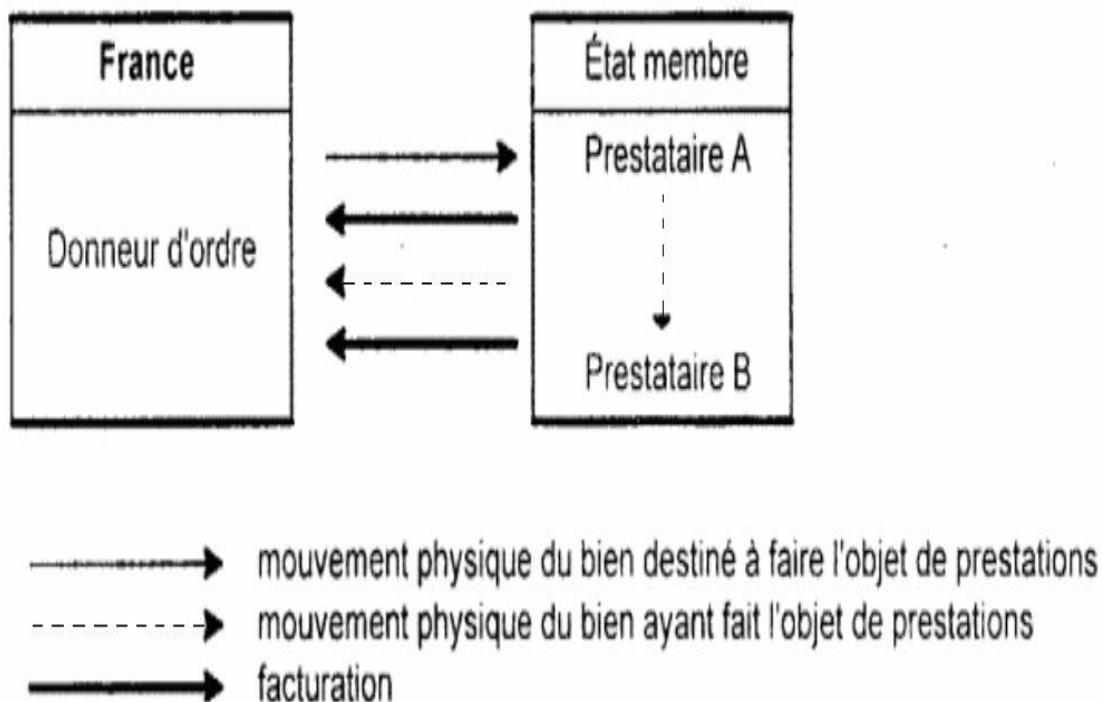 France
Donneur d'ordre
État membre
Prestataire A
Prestataire B
mouvement physique du bien destiné à faire l'objet de prestations
mouvement physique du bien ayant fait l'objet de prestations
facturation